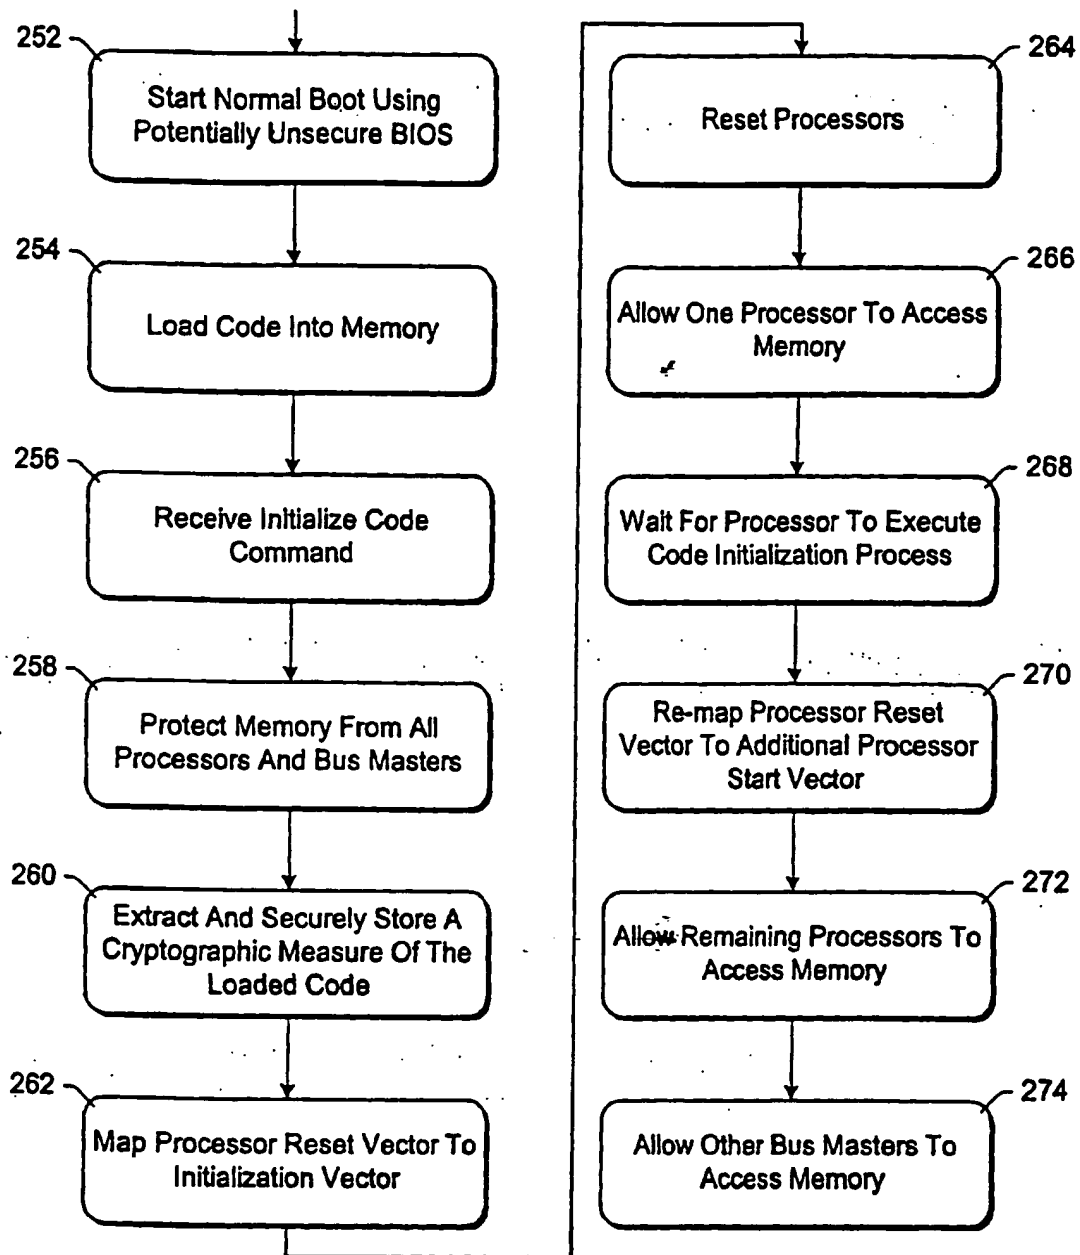 252
Start Normal Boot Using
Potentially Unsecure BIOS
254
Load Code Into Memory
256
Receive Initialize Code
Command
258
Protect Memory From All
Processors And Bus Masters
260
Extract And Securely Store A
Cryptographic Measure Of The
Loaded Code
262
Map Processor Reset Vector To
Initialization Vector
264
Reset Processors
266
Allow One Processor To Access
Memory
268
Wait For Processor To Execute
Code Initialization Process
270
Re-map Processor Reset
Vector To Additional Processor
Start Vector
272
Allow Remaining Processors To
Access Memory
274
Allow Other Bus Masters To
Access Memory